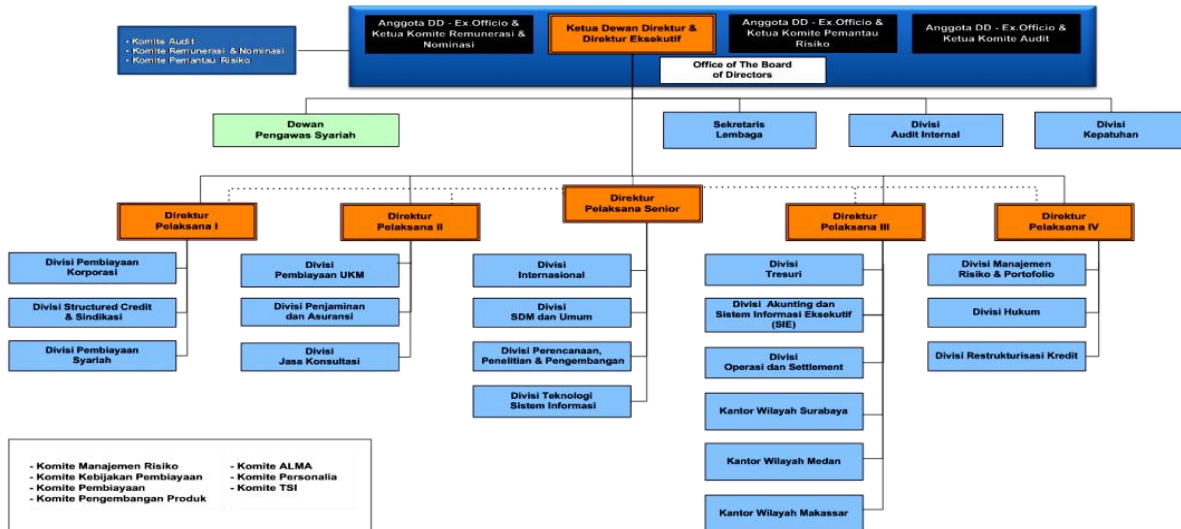 Anggota DD - Ex.Officio &
Ketua Komite Remunerasi &
Nominasi
Ketua Dewan Direktur &
Direktur Eksekutif
Anggota DD - Ex.Officio &
Ketua Komite Pemantau
Risiko
Anggota DD - Ex.Officio &
Ketua Komite Audit
- Komite Audit
- Komite Remunerasi & Nominasi
- Komite Pemantau Risiko
Office of The Board
of Directors
Dewan
Pengawas Syariah
Sekretaris
Lembaga
Divisi
Audit Internal
Divisi
Kepatuhan
Direktur
Pelaksana I
Direktur
Pelaksana II
Direktur
Pelaksana Senior
Direktur
Pelaksana III
Direktur
Pelaksana IV
Divisi Pembiayaan
Korporasi
Divisi Structured Credit
& Sindikasi
Divisi Pembiayaan
Syariah
Divisi
Pembiayaan UKM
Divisi Penjaminan
dan Asuransi
Divisi
Jasa Konsultasi
Divisi
Internasional
Divisi
SDM dan Umum
Divisi Perencanaan,
Penelitian & Pengembangan
Divisi Teknologi
Sistem Informasi
Divisi
Tresuri
Divisi Akunting dan
Sistem Informasi Eksekutif
(SIE)
Divisi
Operasi dan Settlement
Kantor Wilayah Surabaya
Kantor Wilayah Medan
Kantor Wilayah Makassar
Divisi Manajemen
Risiko & Portofolio
Divisi Hukum
Divisi Restrukturisasi Kredit
- Komite Manajemen Risiko
- Komite Kebijakan Pembiayaan
- Komite Pembiayaan
- Komite Pengembangan Produk
- Komite ALMA
- Komite Personalia
- Komite TSI